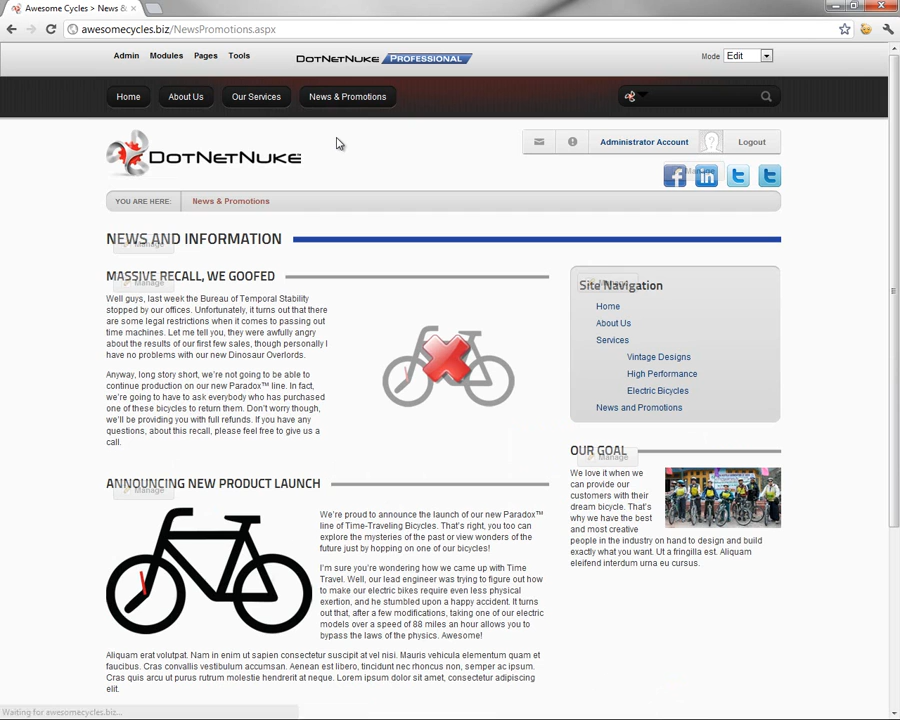 Awesome Cycles > News &
awesomecycles.biz/NewsPromotions.aspx
Admin Modules Pages Tools
DOTNETNUKE PROFESSIONAL
Mode Edit
Home About Us Our Services News & Promotions
DOTNETNUKE
Administrator Account Logout
Manage
YOU ARE HERE: News & Promotions
NEWS AND INFORMATION
Manage
MASSIVE RECALL, WE GOOFED
Manage
Well guys, last week the Bureau of Temporal Stability
stopped by our offices. Unfortunately, it turns out that there
are some legal restrictions when it comes to passing out
time machines. Let me tell you, they were awfully angry
about the results of our first few sales, though personally I
have no problems with our new Dinosaur Overlords.
Anyway, long story short, we're not going to be able to
continue production on our new Paradox™ line. In fact,
we're going to have to ask everybody who has purchased
one of these bicycles to return them. Don't worry though,
we'll be providing you with full refunds. If you have any
questions, about this recall, please feel free to give us a
call.
ANNOUNCING NEW PRODUCT LAUNCH
Manage
We're proud to announce the launch of our new Paradox™
line of Time-Traveling Bicycles. That's right, you too can
explore the mysteries of the past or view wonders of the
future just by hopping on one of our bicycles!
I'm sure you're wondering how we came up with Time
Travel. Well, our lead engineer was trying to figure out how
to make our electric bikes require even less physical
exertion, and he stumbled upon a happy accident. It turns
out that, after a few modifications, taking one of our electric
models over a speed of 88 miles an hour allows you to
bypass the laws of the physics. Awesome!
Aliquam erat volutpat. Nam in enim ut sapien consectetur suscipit at vel nisi. Mauris vehicula elementum quam et
faucibus. Cras convallis vestibulum accumsan. Aenean est libero, tincidunt nec rhoncus non, semper ac ipsum.
Cras quis arcu ut purus rutrum molestie hendrerit at neque. Lorem ipsum dolor sit amet, consectetur adipiscing
elit.
Site Navigation
Home
About Us
Services
Vintage Designs
High Performance
Electric Bicycles
News and Promotions
OUR GOAL
Manage
We love it when we
can provide our
customers with their
dream bicycle. That's
why we have the best
and most creative
people in the industry on hand to design and build
exactly what you want. Ut a fringilla est. Aliquam
eleifend interdum urna eu cursus.
Waiting for awesomecycles.biz...